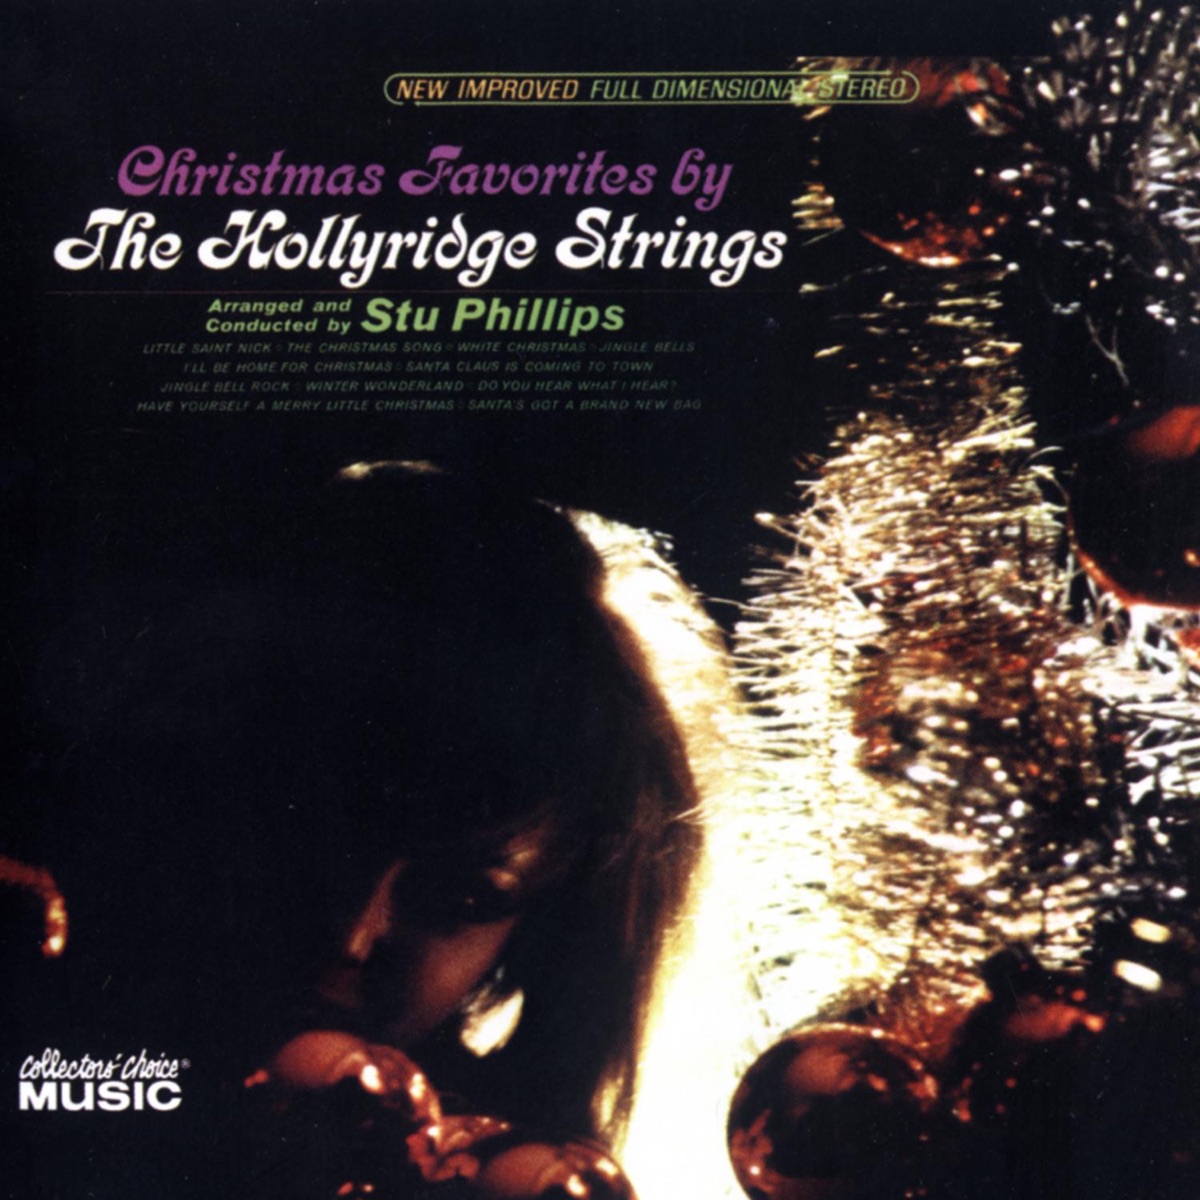 NEW IMPROVED FULL DIMENSIONAL STEREO
Christmas Favorites by
The Hollyridge Strings
Arranged and
Conducted by Stu Phillips
LITTLE SAINT NICK ○ THE CHRISTMAS SONG ○ WHITE CHRISTMAS ○ JINGLE BELLS
I'LL BE HOME FOR CHRISTMAS ○ SANTA CLAUS IS COMING TO TOWN
JINGLE BELL ROCK ○ WINTER WONDERLAND ○ DO YOU HEAR WHAT I HEAR?
HAVE YOURSELF A MERRY LITTLE CHRISTMAS ○ SANTA'S GOT A BRAND NEW BAG
collectors' choice®
MUSIC